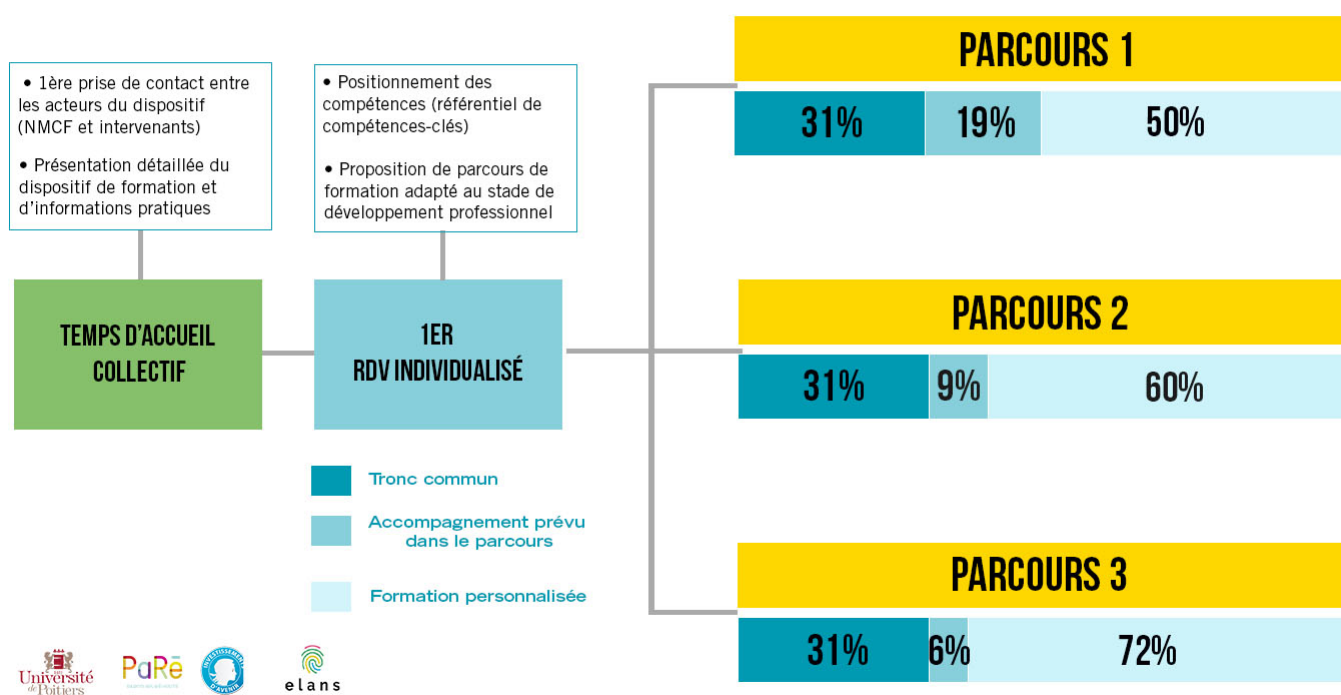 • 1ère prise de contact entre
les acteurs du dispositif
(NMCF et intervenants)
• Présentation détaillée du
dispositif de formation et
d'informations pratiques
• Positionnement des
compétences (référentiel de
compétences-clés)
• Proposition de parcours de
formation adapté au stade de
développement professionnel
TEMPS D'ACCUEIL
COLLECTIF
1ER
RDV INDIVIDUALISÉ
PARCOURS 1
31% 19% 50%
PARCOURS 2
31% 9% 60%
PARCOURS 3
31% 6% 72%
Tronc commun
Accompagnement prévu
dans le parcours
Formation personnalisée
Université
de Poitiers
PaRé
INVESTISSEMENT
D'AVENIR
elans